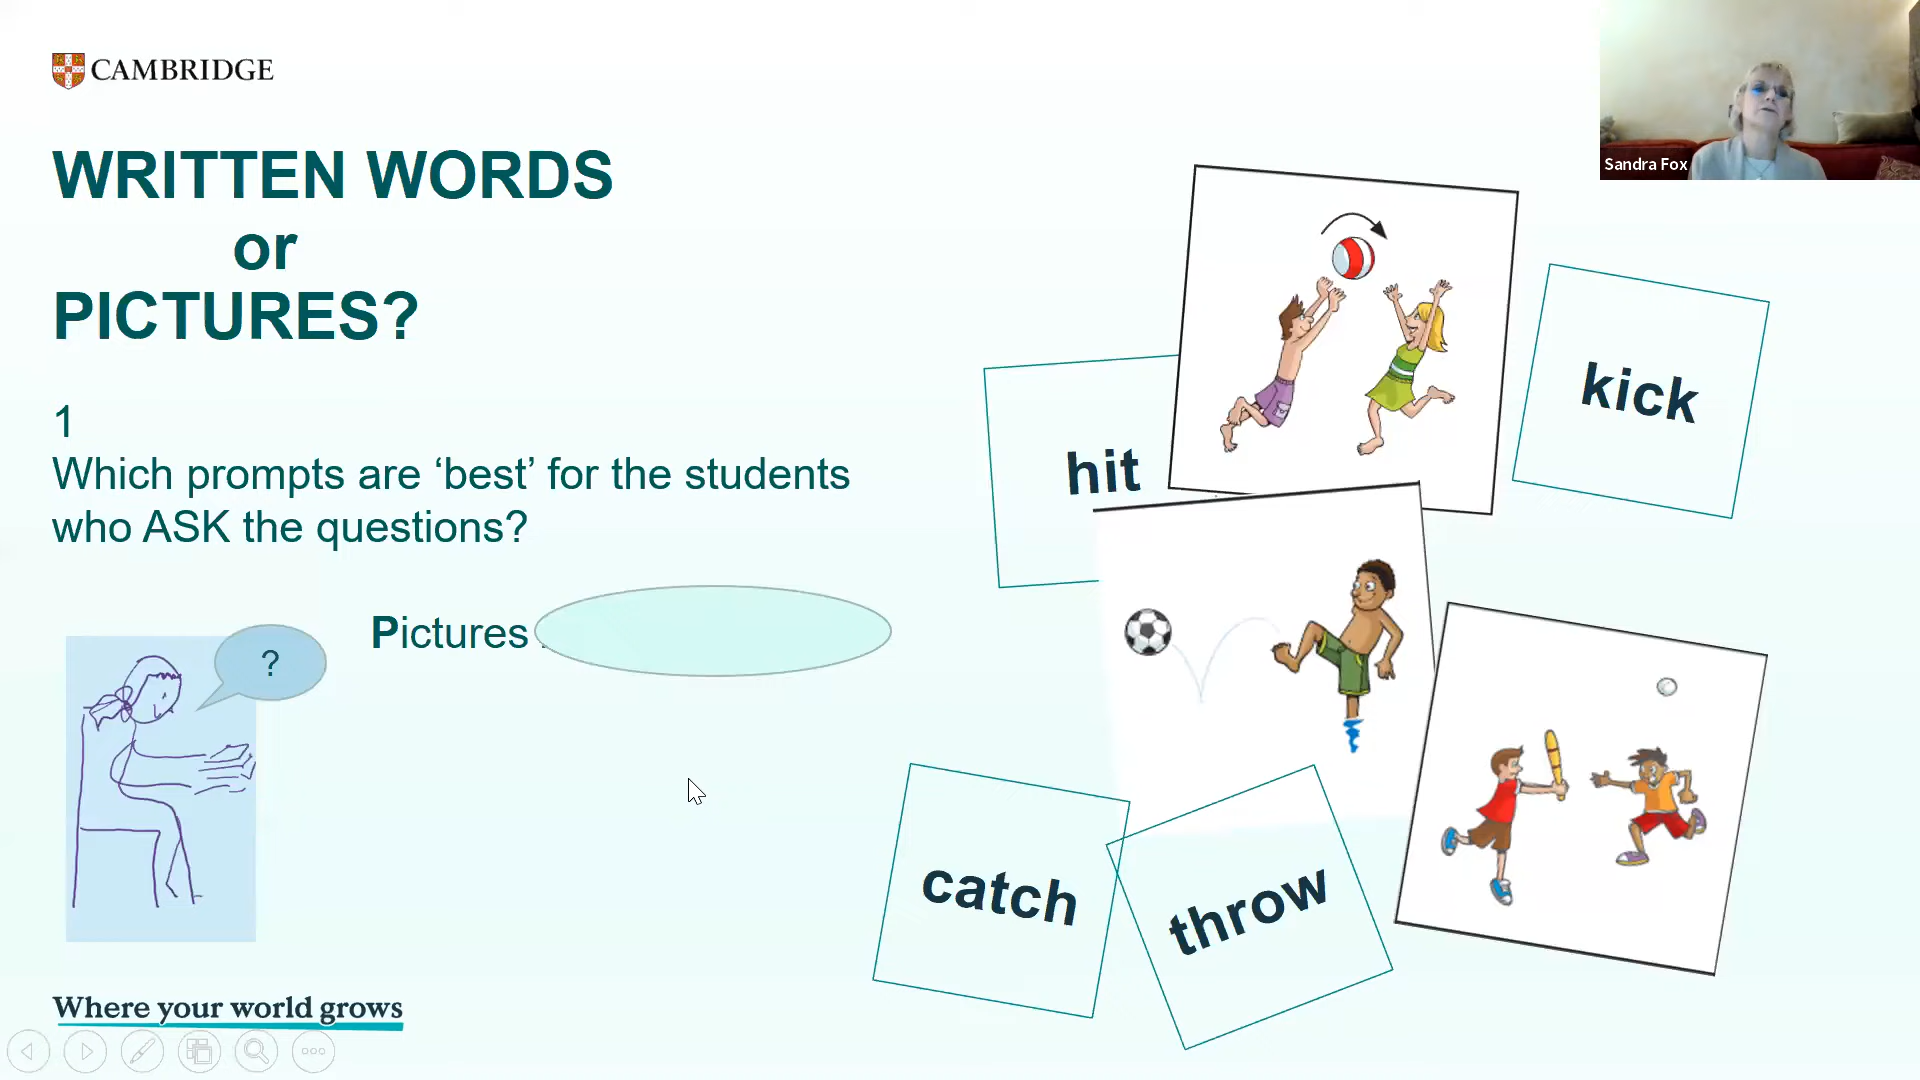 CAMBRIDGE
WRITTEN WORDS
or
PICTURES?
1
Which prompts are ‘best’ for the students
who ASK the questions?
Pictures
?
hit
kick
catch
throw
Sandra Fox
Where your world grows